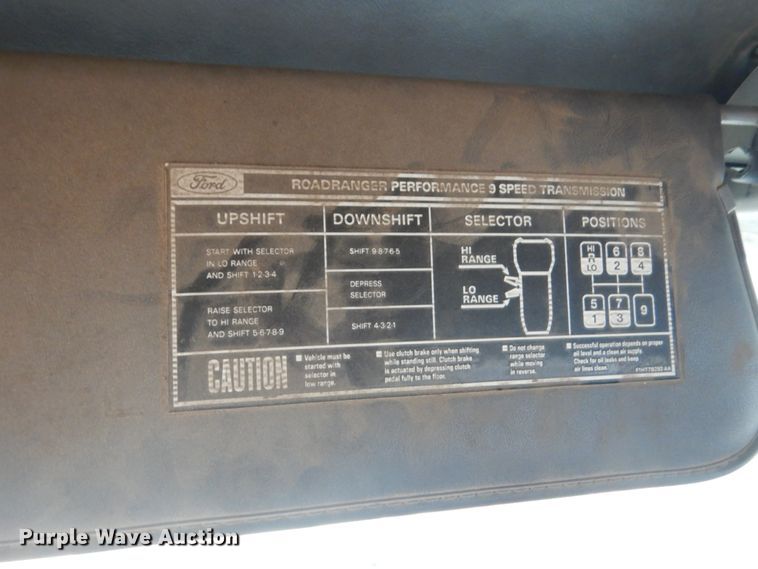 Ford ROADRANGER PERFORMANCE 9 SPEED TRANSMISSION
UPSHIFT DOWNSHIFT SELECTOR POSITIONS
START WITH SELECTOR
IN LO RANGE
AND SHIFT 1-2-3-4
RAISE SELECTOR
TO HI RANGE
AND SHIFT 5-6-7-8-9
SHIFT 9-8-7-6-5
DEPRESS
SELECTOR
SHIFT 4-3-2-1
HI
RANGE
LO
RANGE
HI 6 8
R
LO 2 4
5 7 9
1 3
CAUTION
Vehicle must be
started with
selector in
low range.
Use clutch brake only when shifting
while standing still. Clutch brake
is actuated by depressing clutch
pedal fully to the floor.
Do not change
range selector
while moving
in reverse.
Successful operation depends on proper
oil level and a clean air supply.
Check for oil leaks and keep
air lines clean.
Purple Wave Auction